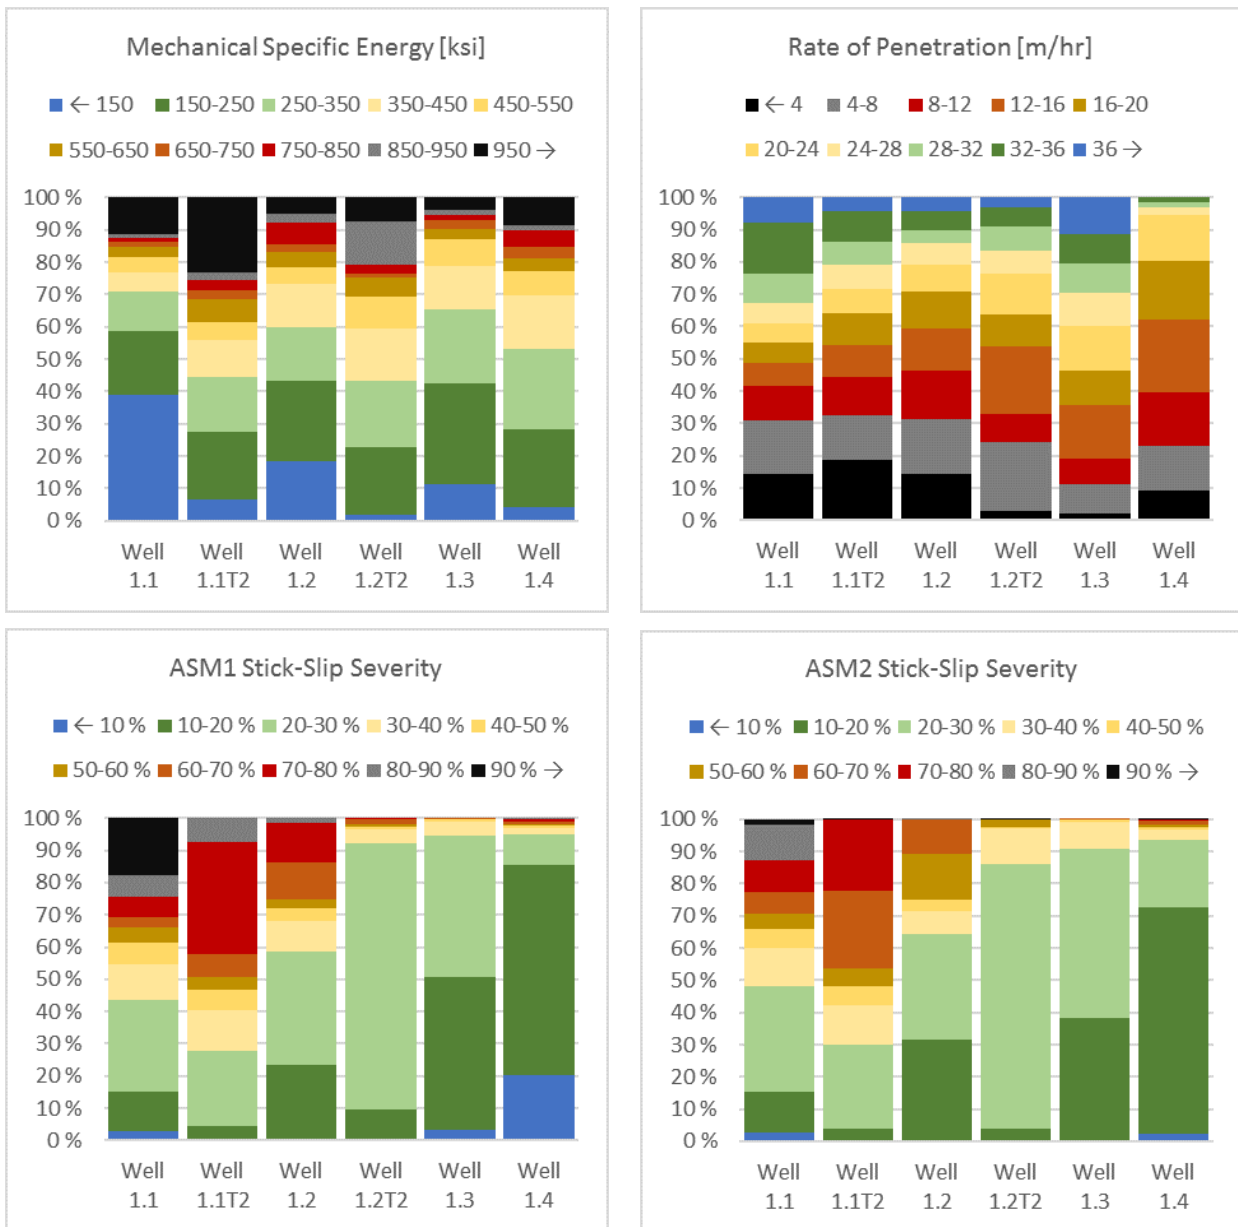 Mechanical Specific Energy [ksi]
← 150 150-250 250-350 350-450 450-550
550-650 650-750 750-850 850-950 950 →
100 %
90 %
80 %
70 %
60 %
50 %
40 %
30 %
20 %
10 %
0 %
Well Well Well Well Well Well
1.1 1.1T2 1.2 1.2T2 1.3 1.4
Rate of Penetration [m/hr]
← 4 4-8 8-12 12-16 16-20
20-24 24-28 28-32 32-36 36 →
100 %
90 %
80 %
70 %
60 %
50 %
40 %
30 %
20 %
10 %
0 %
Well Well Well Well Well Well
1.1 1.1T2 1.2 1.2T2 1.3 1.4
ASM1 Stick-Slip Severity
← 10 % 10-20 % 20-30 % 30-40 % 40-50 %
50-60 % 60-70 % 70-80 % 80-90 % 90 % →
100 %
90 %
80 %
70 %
60 %
50 %
40 %
30 %
20 %
10 %
0 %
Well Well Well Well Well Well
1.1 1.1T2 1.2 1.2T2 1.3 1.4
ASM2 Stick-Slip Severity
← 10 % 10-20 % 20-30 % 30-40 % 40-50 %
50-60 % 60-70 % 70-80 % 80-90 % 90 % →
100 %
90 %
80 %
70 %
60 %
50 %
40 %
30 %
20 %
10 %
0 %
Well Well Well Well Well Well
1.1 1.1T2 1.2 1.2T2 1.3 1.4